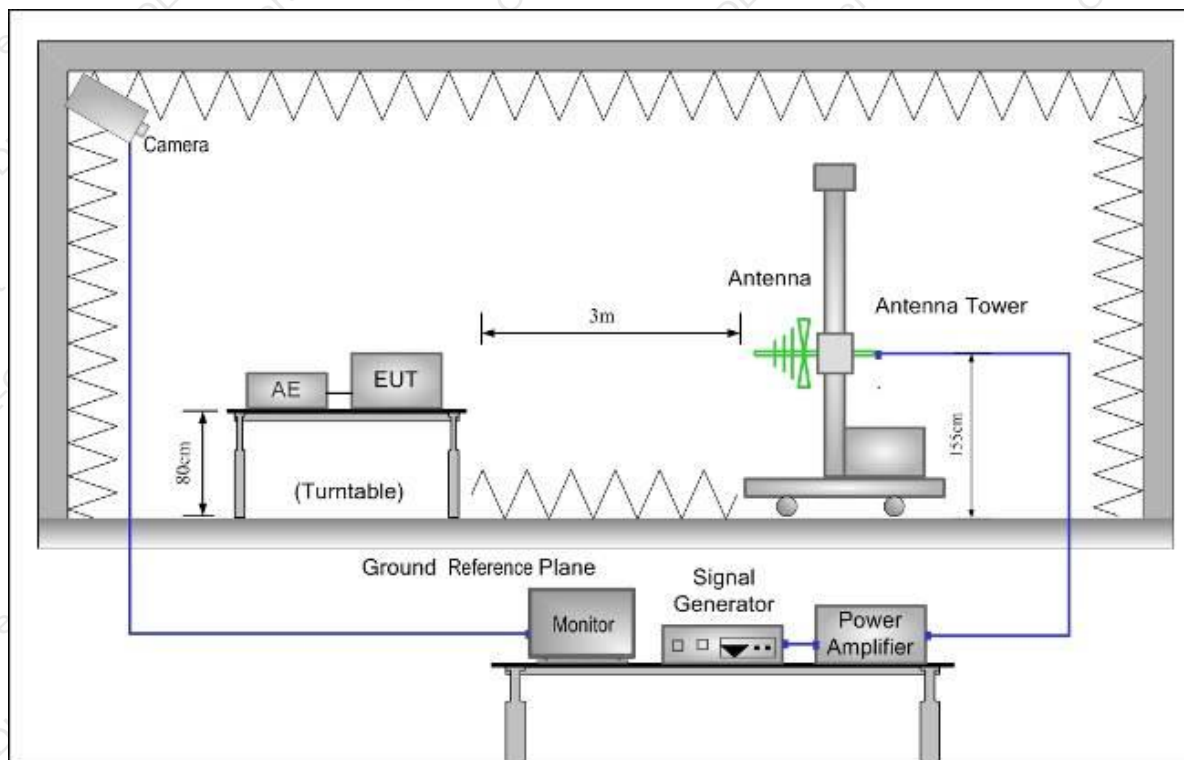 Camera
Antenna
Antenna Tower
3m
AE
EUT
80cm
155cm
(Turntable)
Ground Reference Plane
Signal
Generator
Monitor
Power
Amplifier